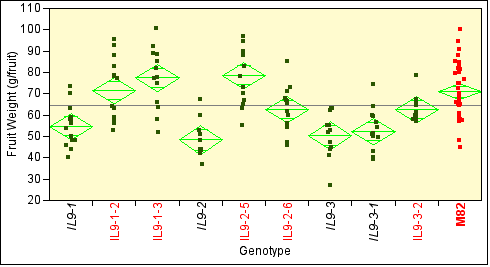 Fruit Weight (g/fruit)
110
100
90
80
70
60
50
40
30
20
IL9-1
IL9-1-2
IL9-1-3
IL9-2
IL9-2-5
IL9-2-6
IL9-3
IL9-3-1
IL9-3-2
M82
Genotype